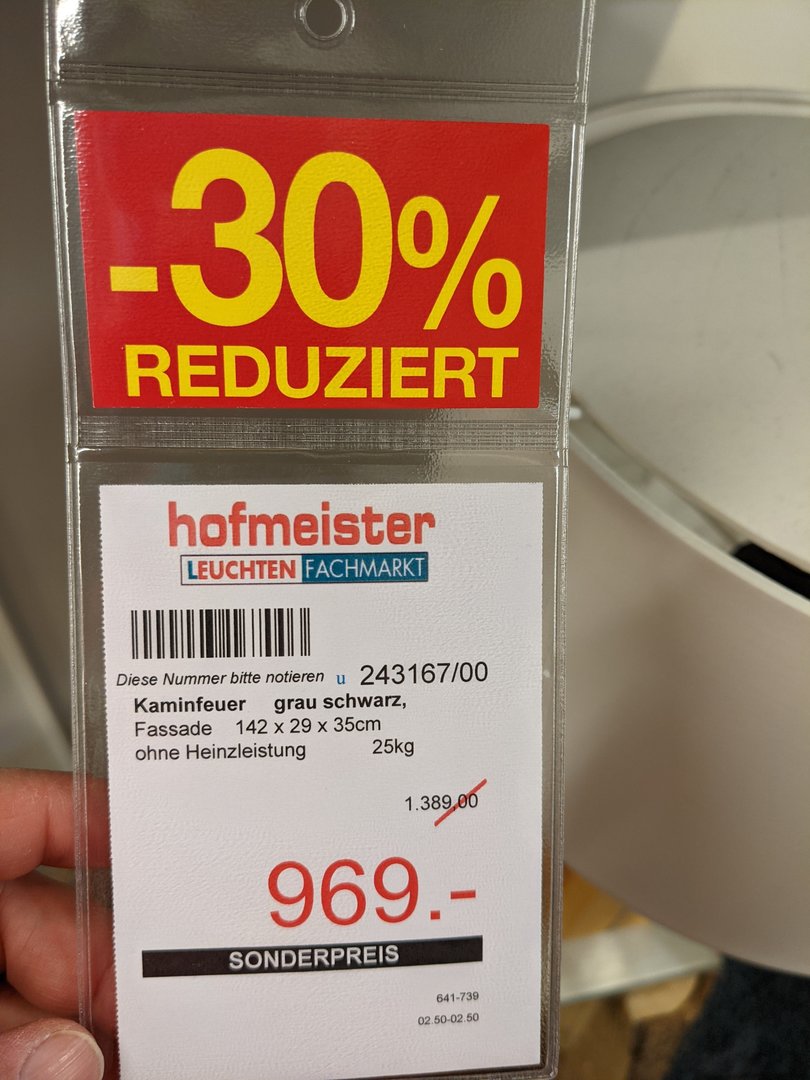 -30%
REDUZIERT
hofmeister
LEUCHTEN FACHMARKT
Diese Nummer bitte notieren u 243167/00
Kaminfeuer grau schwarz,
Fassade 142 x 29 x 35cm
ohne Heinzleistung 25kg
1.389,00
969.-
SONDERPREIS
641-739
02.50-02.50